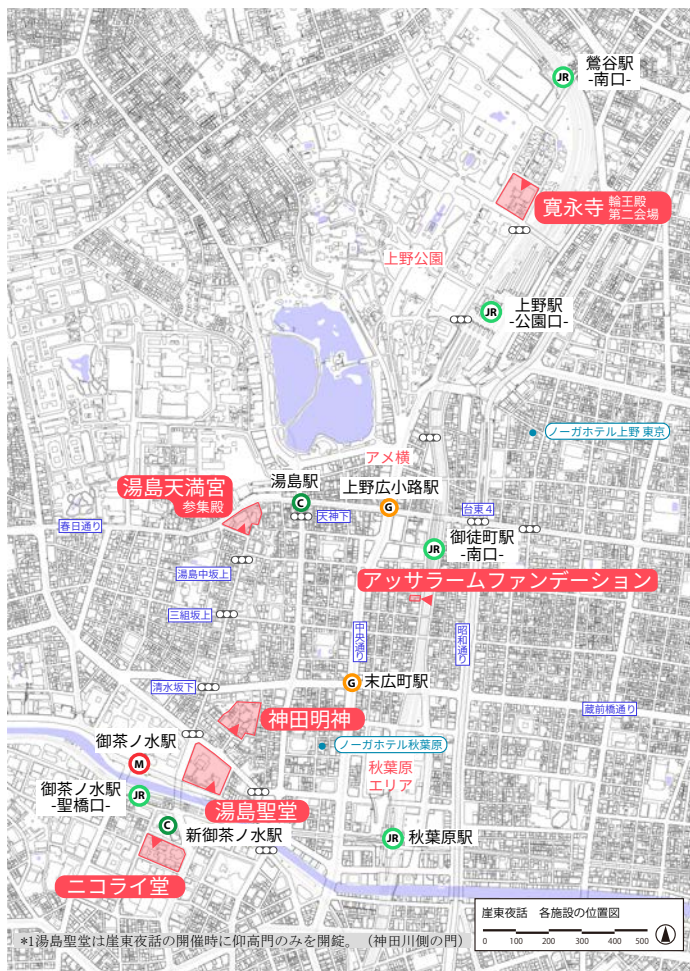 鶯谷駅
-南口-
JR
寛永寺 輪王殿
第二会場
上野公園
上野駅
-公園口-
JR
ノーガホテル上野 東京
アメ横
湯島天満宮
参集殿
湯島駅
C
天神下
上野広小路駅
G
台東4
春日通り
御徒町駅
-南口-
JR
湯島中坂上
アッサラームファンデーション
三組坂上
中央通り
昭和通り
清水坂下
末広町駅
G
蔵前橋通り
神田明神
御茶ノ水駅
M
ノーガホテル秋葉原
秋葉原
エリア
御茶ノ水駅
-聖橋口-
JR
湯島聖堂
C
新御茶ノ水駅
JR
秋葉原駅
ニコライ堂
崖東夜話 各施設の位置図
0 100 200 300 400 500
*1湯島聖堂は崖東夜話の開催時に仰高門のみを開錠。（神田川側の門）